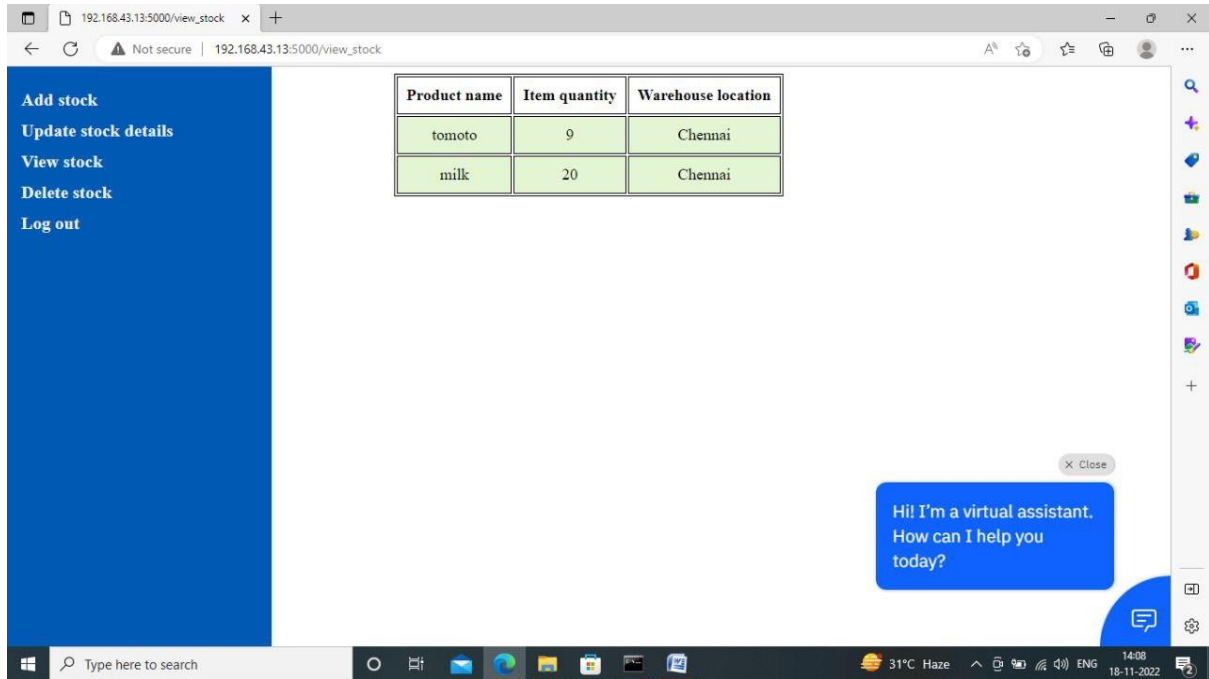 192.168.43.13:5000/view_stock
Not secure | 192.168.43.13:5000/view_stock
Add stock
Update stock details
View stock
Delete stock
Log out
Product name Item quantity Warehouse location
tomoto 9 Chennai
milk 20 Chennai
Close
Hi! I'm a virtual assistant.
How can I help you
today?
Type here to search
31°C Haze
ENG
14:08
18-11-2022
2